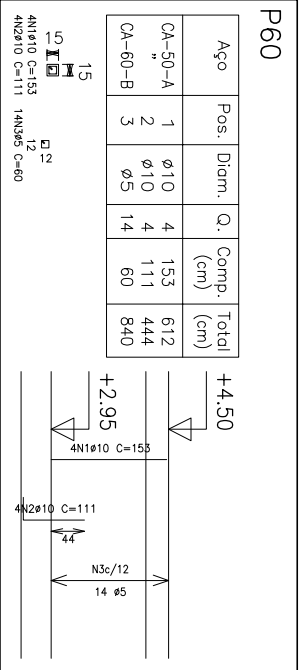 P60
Aço Pos. Diam. Q. Comp. (cm) Total (cm)
CA-50-A 1 ø10 4 153 612
" 2 ø10 4 111 444
CA-60-B 3 ø5 14 60 840
15
15
12
12
4N1ø10 C=153
4N2ø10 C=111 14N3ø5 C=60
+4.50
+2.95
4N1ø10 C=153
4N2ø10 C=111
44
N3c/12
14 ø5